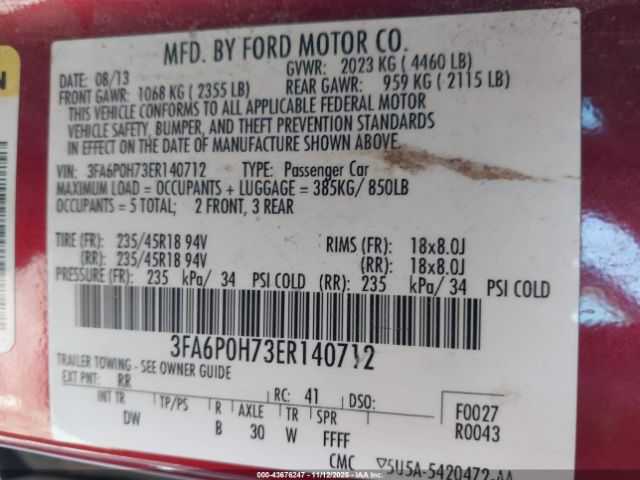 MFD. BY FORD MOTOR CO.
DATE: 08/13 GVWR: 2023 KG ( 4460 LB)
FRONT GAWR: 1068 KG ( 2355 LB) REAR GAWR: 959 KG ( 2115 LB)
THIS VEHICLE CONFORMS TO ALL APPLICABLE FEDERAL MOTOR
VEHICLE SAFETY, BUMPER, AND THEFT PREVENTION STANDARDS
IN EFFECT ON THE DATE OF MANUFACTURE SHOWN ABOVE.
VIN: 3FA6P0H73ER140712 TYPE: Passenger Car
MAXIMUM LOAD = OCCUPANTS + LUGGAGE = 385KG/ 850LB
OCCUPANTS = 5 TOTAL; 2 FRONT, 3 REAR
TIRE (FR): 235/45R18 94V RIMS (FR): 18x8.0J
(RR): 235/45R18 94V (RR): 18x8.0J
PRESSURE (FR): 235 kPa/ 34 PSI COLD (RR): 235 kPa/ 34 PSI COLD
3FA6P0H73ER140712
TRAILER TOWING - SEE OWNER GUIDE
EXT PNT: RR RC: 41 DSO: F0027
INT TR TP/PS R AXLE TR SPR R0043
DW B 30 W FFFF
CMC 5U5A-5420472-AA
© IAAI - 43676247 - 11/12/2025 - IAAI.com